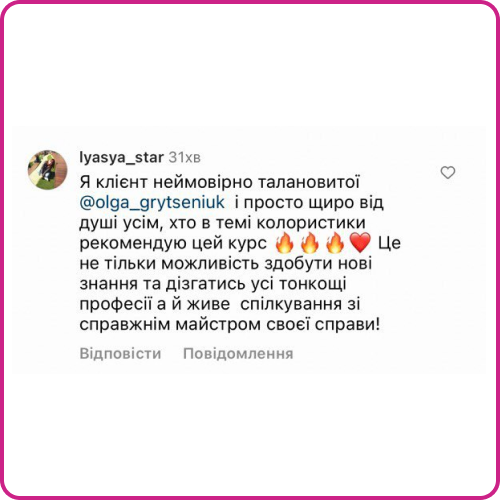 lyasya_star 31хв
Я клієнт неймовірно талановитої
@olga_grytseniuk і просто щиро від
душі усім, хто в темі колористики
рекомендую цей курс 🔥🔥🔥❤️ Це
не тільки можливість здобути нові
знання та дізгатись усі тонкощі
професії а й живе спілкування зі
справжнім майстром своєї справи!
Відповісти Повідомлення